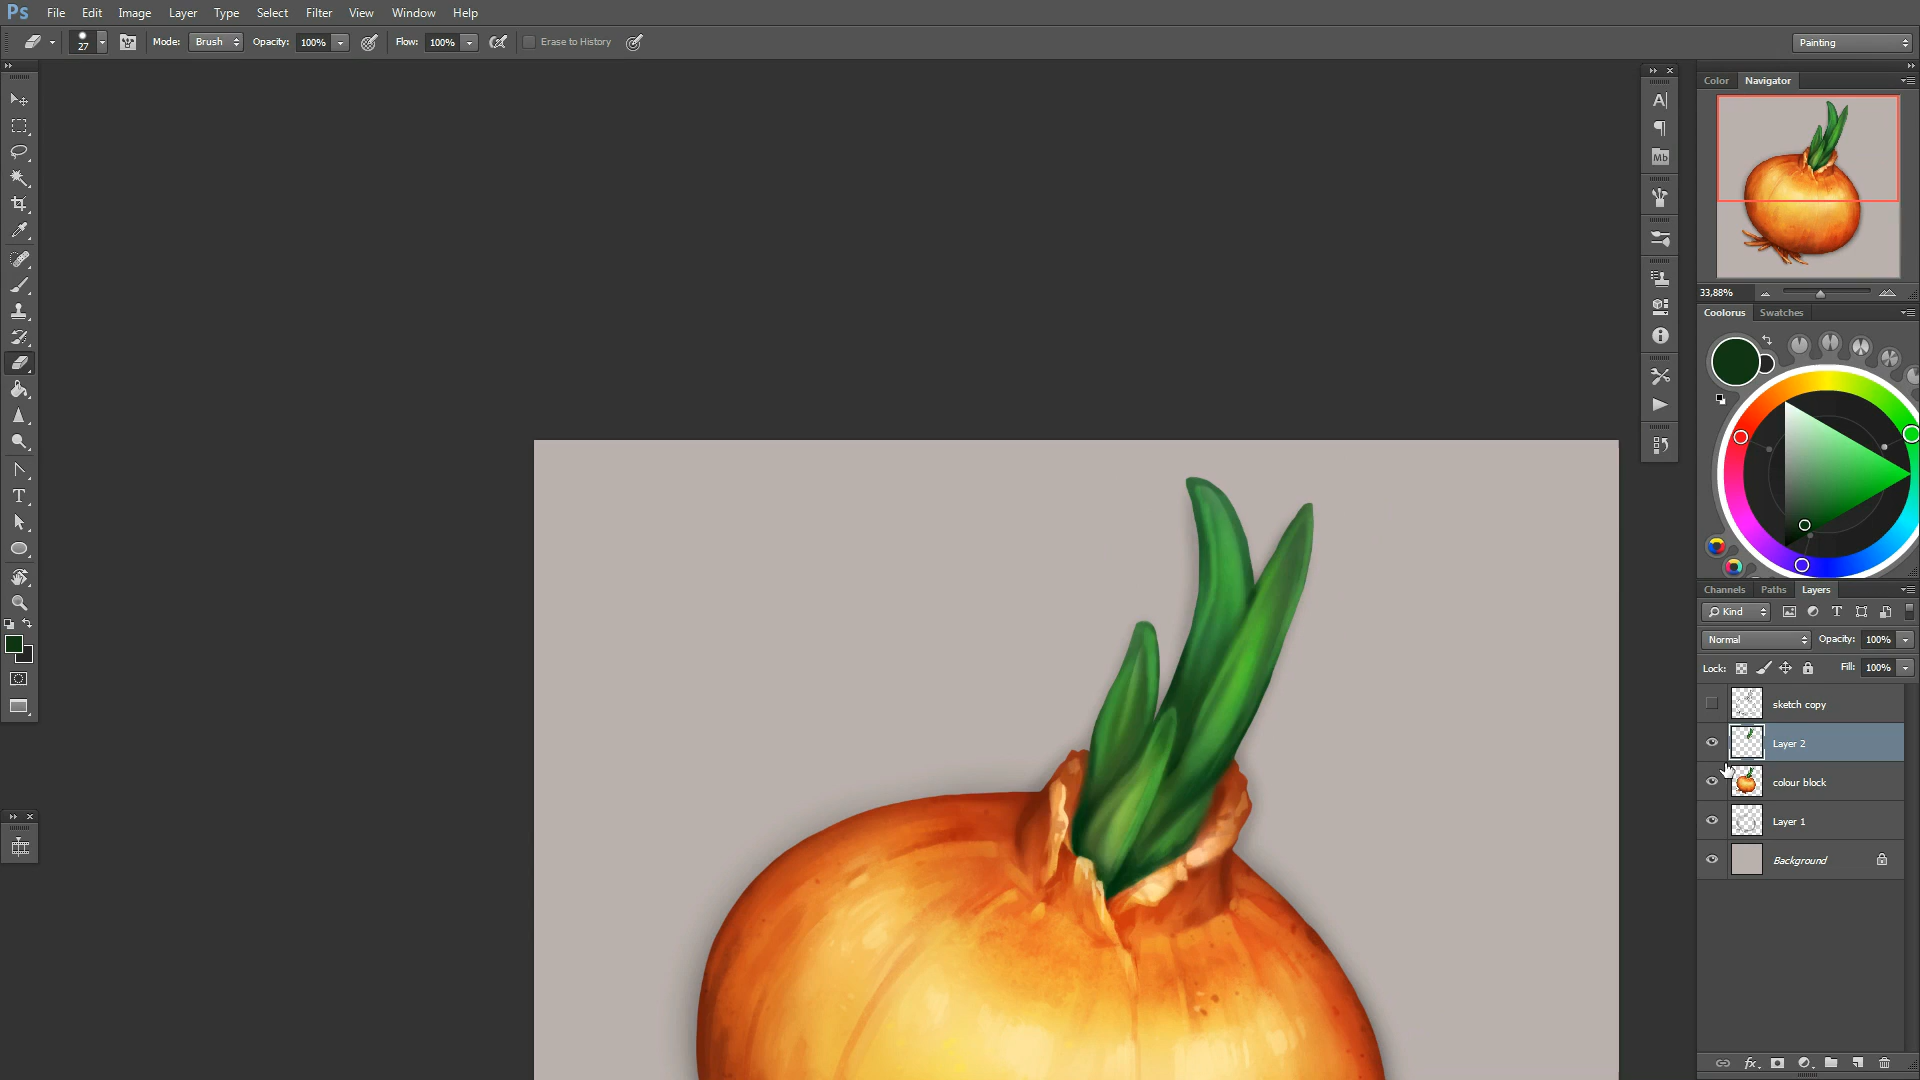 Ps File Edit Image Layer Type Select Filter View Window Help
27 Mode: Brush Opacity: 100% Flow: 100% Erase to History Painting
Color Navigator
A
Mb
33,88%
Coolorus Swatches
Channels Paths Layers
Kind T
Normal Opacity: 100%
Lock: Fill: 100%
sketch copy
Layer 2
colour block
Layer 1
Background
fx
T